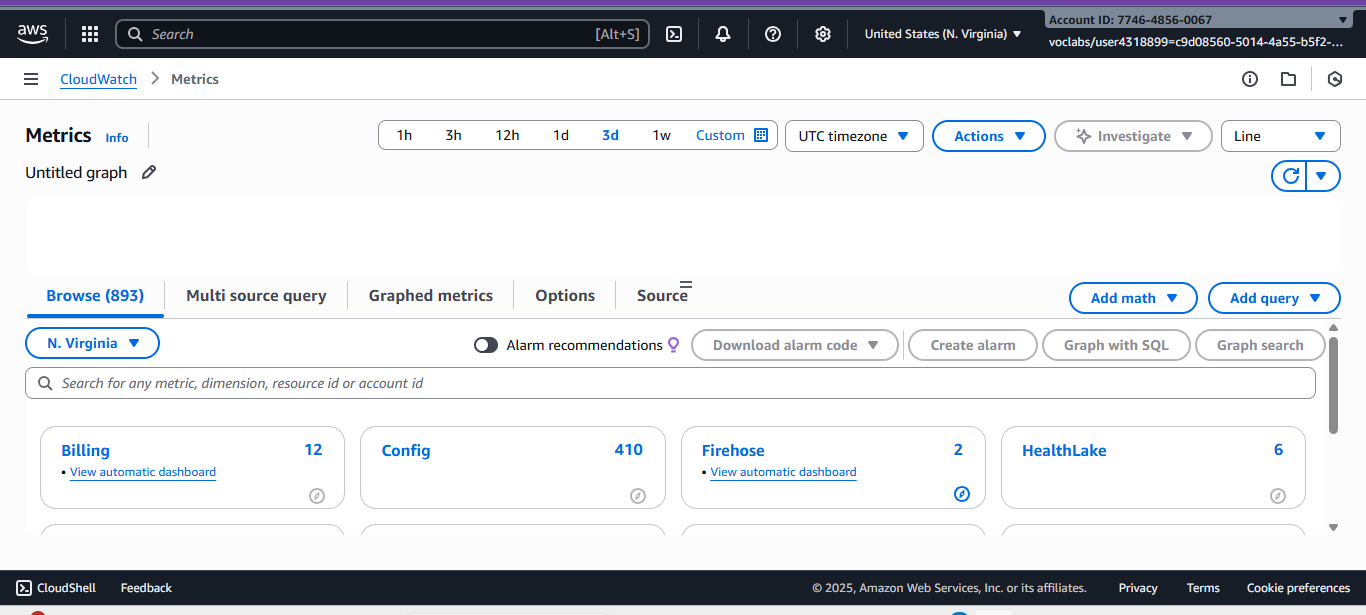 aws
Search [Alt+S]
United States (N. Virginia)
Account ID: 7746-4856-0067
voclabs/user4318899=c9d08560-5014-4a55-b5f2-...
CloudWatch
Metrics
Metrics Info
1h 3h 12h 1d 3d 1w Custom
UTC timezone
Actions
Investigate
Line
Untitled graph
Browse (893)
Multi source query
Graphed metrics
Options
Source
Add math
Add query
N. Virginia
Alarm recommendations
Download alarm code
Create alarm
Graph with SQL
Graph search
Search for any metric, dimension, resource id or account id
Billing 12
• View automatic dashboard
Config 410
Firehose 2
• View automatic dashboard
HealthLake 6
CloudShell
Feedback
© 2025, Amazon Web Services, Inc. or its affiliates.
Privacy
Terms
Cookie preferences